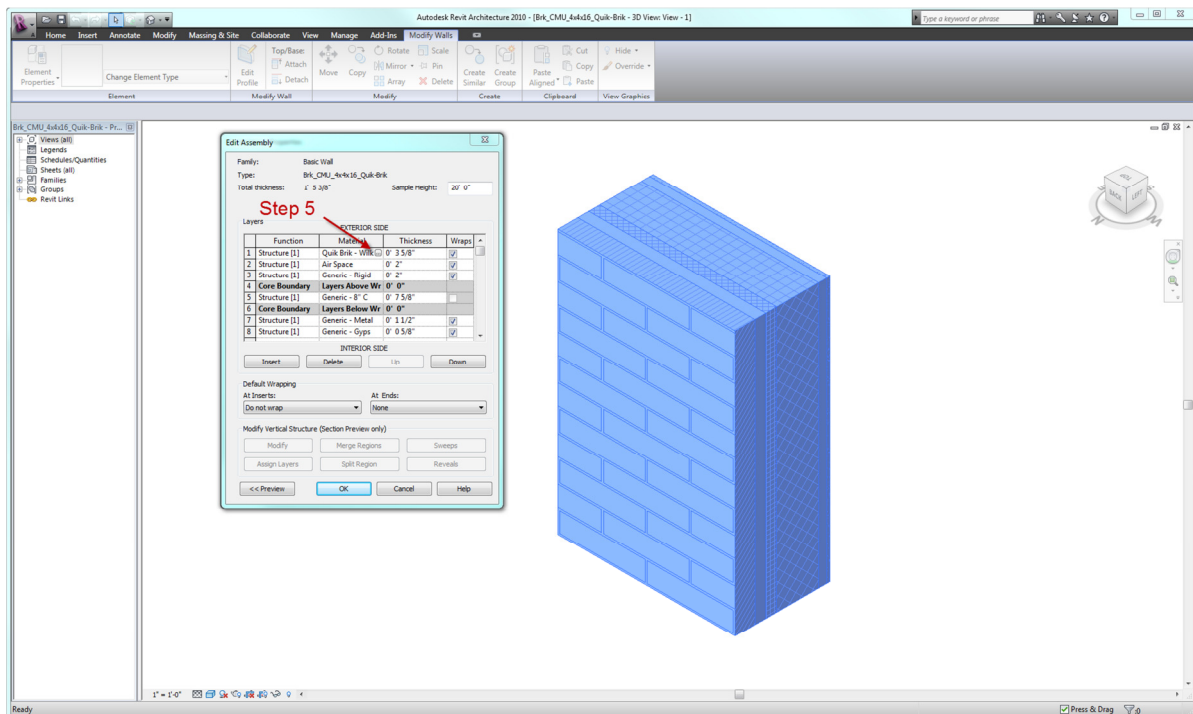 Autodesk Revit Architecture 2010 - [Brk_CMU_4x4x16_Quik-Brik - 3D View: View - 1]
Type a keyword or phrase
Home Insert Annotate Modify Massing & Site Collaborate View Manage Add-Ins Modify Walls
Element Properties
Change Element Type
Edit Profile
Top/Base:
Attach
Detach
Move
Copy
Rotate
Mirror
Array
Scale
Pin
Delete
Create Similar
Create Group
Paste Aligned
Cut
Copy
Paste
Hide
Override
Element Modify Wall Modify Create Clipboard View Graphics
Brk_CMU_4x4x16_Quik-Brik - Pr...
Views (all)
Legends
Schedules/Quantities
Sheets (all)
Families
Groups
Revit Links
Edit Assembly
Family: Basic Wall
Type: Brk_CMU_4x4x16_Quik-Brik
Total thickness: 1' 5 3/8" Sample Height: 20' 0"
Step 5
Layers
EXTERIOR SIDE
Function Material Thickness Wraps
1 Structure [1] Quik Brik - Wilk 0' 3 5/8"
2 Structure [1] Air Space 0' 2"
3 Structure [1] Generic - Rigid 0' 2"
4 Core Boundary Layers Above Wr 0' 0"
5 Structure [1] Generic - 8" C 0' 7 5/8"
6 Core Boundary Layers Below Wr 0' 0"
7 Structure [1] Generic - Metal 0' 1 1/2"
8 Structure [1] Generic - Gyps 0' 0 5/8"
INTERIOR SIDE
Insert Delete Up Down
Default Wrapping
At Inserts: At Ends:
Do not wrap None
Modify Vertical Structure (Section Preview only)
Modify Merge Regions Sweeps
Assign Layers Split Region Reveals
<< Preview OK Cancel Help
BACK LEFT
1" = 1'-0"
Ready
Press & Drag
:0